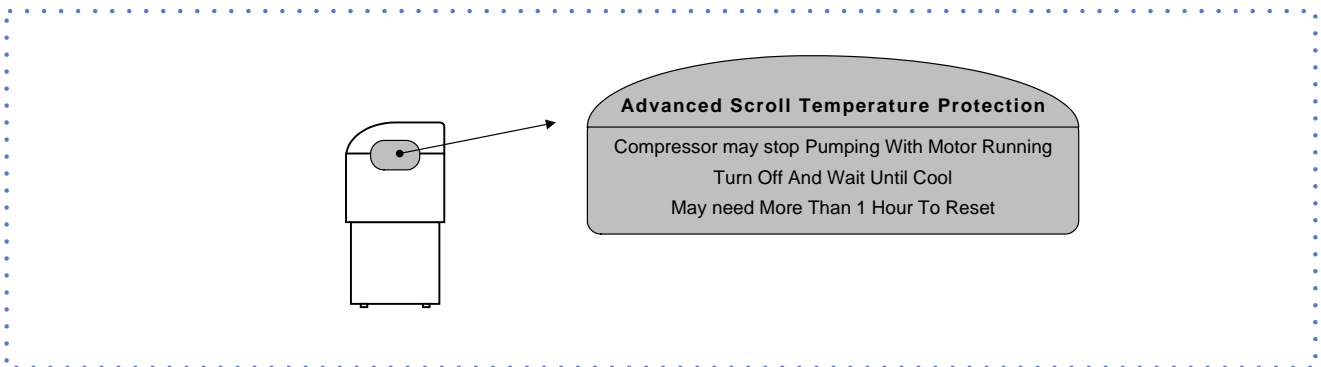 Advanced Scroll Temperature Protection
Compressor may stop Pumping With Motor Running
Turn Off And Wait Until Cool
May need More Than 1 Hour To Reset